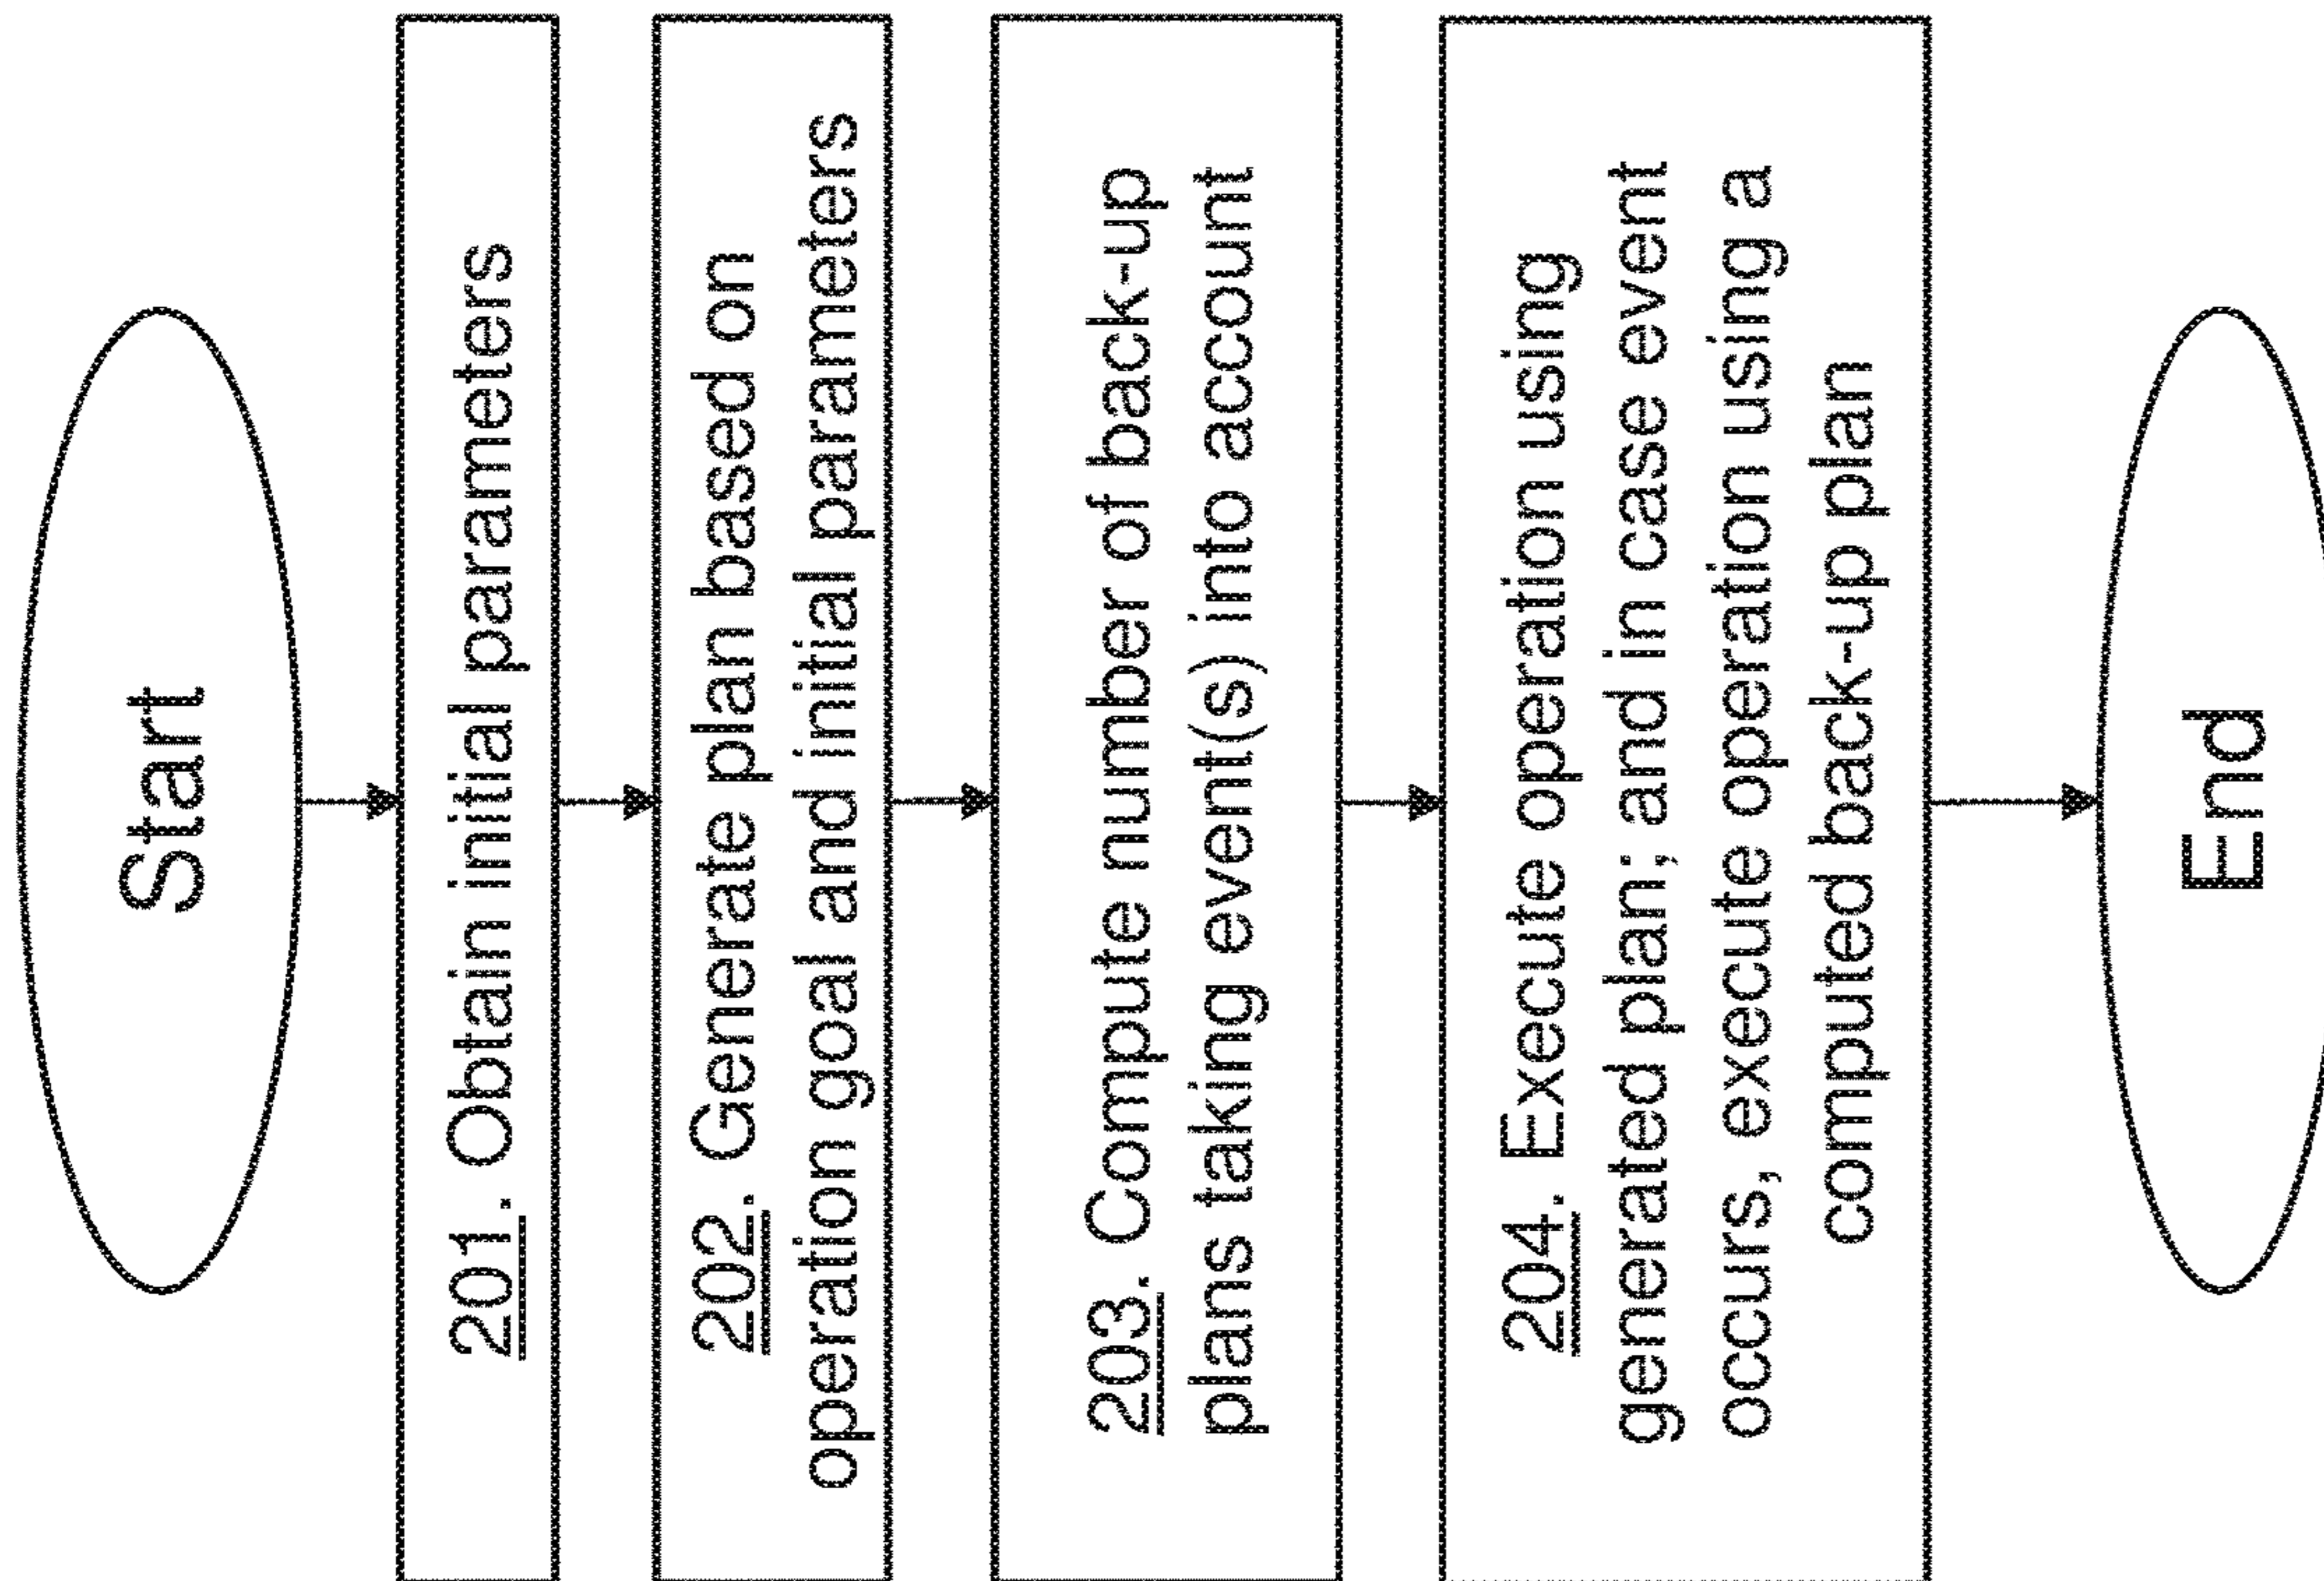 Start
201. Obtain initial parameters
202. Generate plan based on
operation goal and initial parameters
203. Compute number of back-up
plans taking event(s) into account
204. Execute operation using
generated plan; and in case event
occurs, execute operation using a
computed back-up plan
End